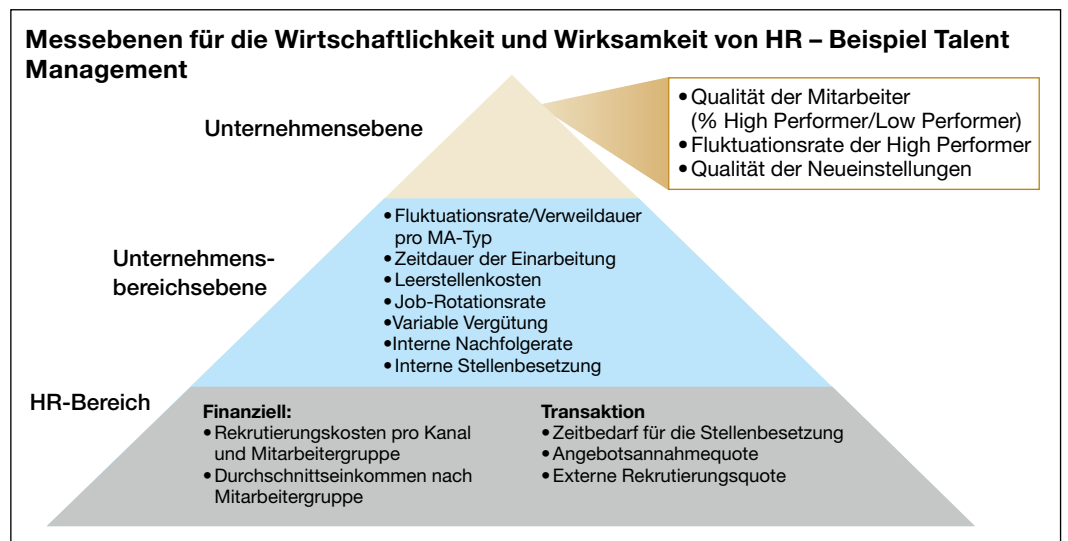 Messebenen für die Wirtschaftlichkeit und Wirksamkeit von HR – Beispiel Talent
Management
Unternehmensebene
• Qualität der Mitarbeiter
(% High Performer/Low Performer)
• Fluktuationsrate der High Performer
• Qualität der Neueinstellungen
Unternehmens-
bereichsebene
• Fluktuationsrate/Verweildauer
pro MA-Typ
• Zeitdauer der Einarbeitung
• Leerstellenkosten
• Job-Rotationsrate
• Variable Vergütung
• Interne Nachfolgerate
• Interne Stellenbesetzung
HR-Bereich
Finanziell:
• Rekrutierungskosten pro Kanal
und Mitarbeitergruppe
• Durchschnittseinkommen nach
Mitarbeitergruppe
Transaktion
• Zeitbedarf für die Stellenbesetzung
• Angebotsannahmequote
• Externe Rekrutierungsquote